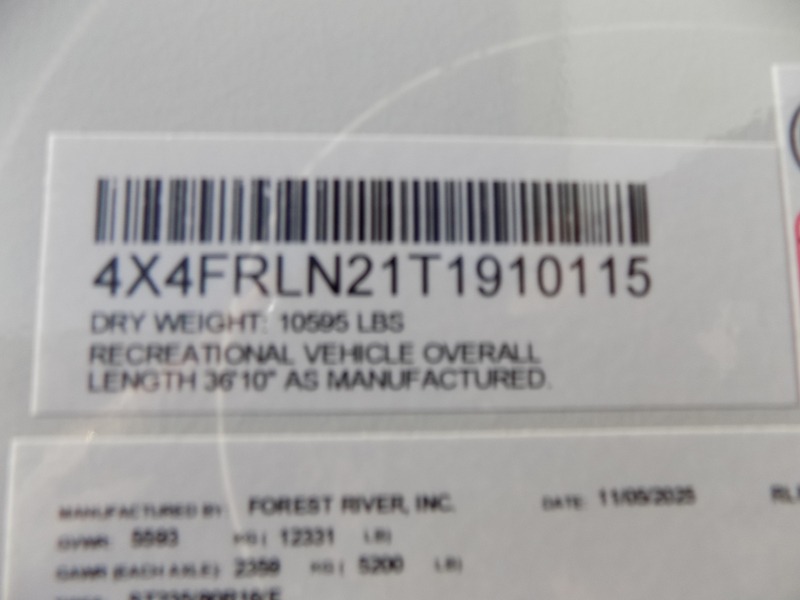 4X4FRLN21T1910115
DRY WEIGHT: 10595 LBS
RECREATIONAL VEHICLE OVERALL
LENGTH 36'10" AS MANUFACTURED.
MANUFACTURED BY: FOREST RIVER, INC. DATE: 11/05/2025
GVWR: 5593 KG ( 12331 LB)
GAWR (EACH AXLE): 2359 KG ( 5200 LB)